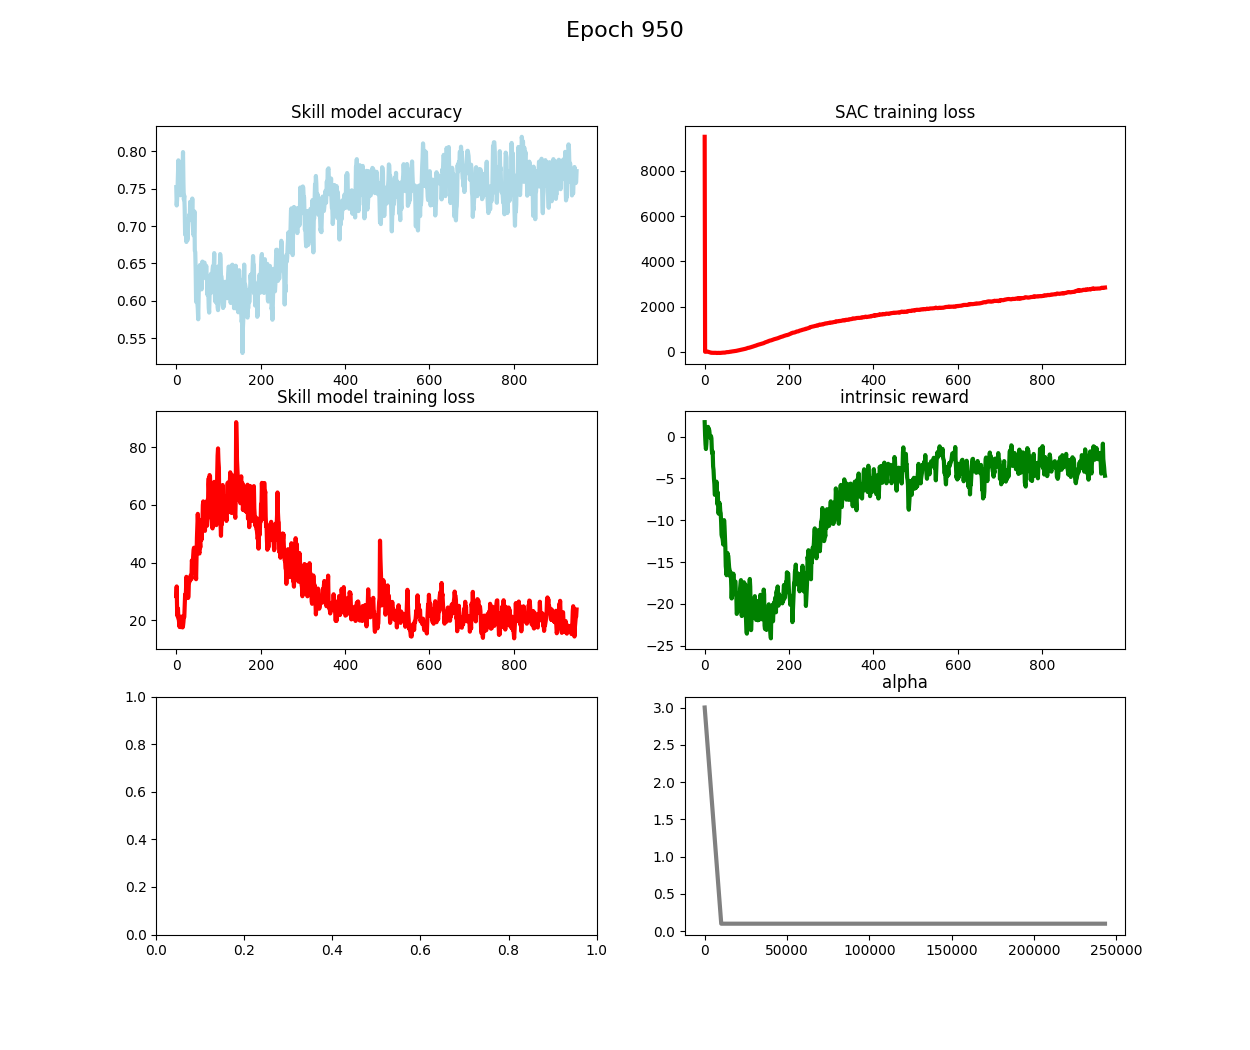 Epoch 950
Skill model accuracy
0.80
0.75
0.70
0.65
0.60
0.55
0 200 400 600 800
SAC training loss
8000
6000
4000
2000
0
0 200 400 600 800
Skill model training loss
80
60
40
20
0 200 400 600 800
intrinsic reward
0
−5
−10
−15
−20
−25
0 200 400 600 800
1.0
0.8
0.6
0.4
0.2
0.0
0.0 0.2 0.4 0.6 0.8 1.0
alpha
3.0
2.5
2.0
1.5
1.0
0.5
0.0
0 50000 100000 150000 200000 250000